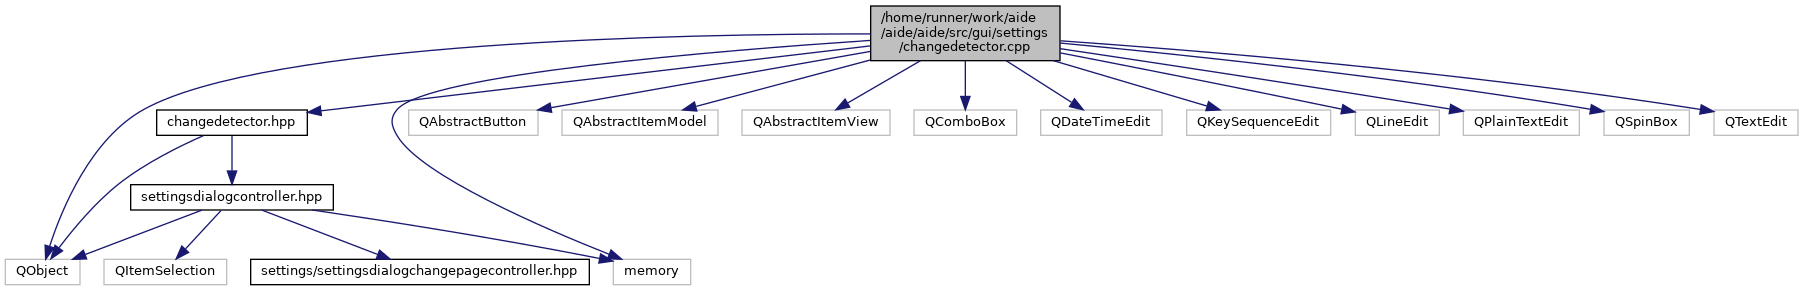 /home/runner/work/aide
/aide/aide/src/gui/settings
/changedetector.cpp
changedetector.hpp
QAbstractButton
QAbstractItemModel
QAbstractItemView
QComboBox
QDateTimeEdit
QKeySequenceEdit
QLineEdit
QPlainTextEdit
QSpinBox
QTextEdit
settingsdialogcontroller.hpp
QObject
QItemSelection
settings/settingsdialogchangepagecontroller.hpp
memory